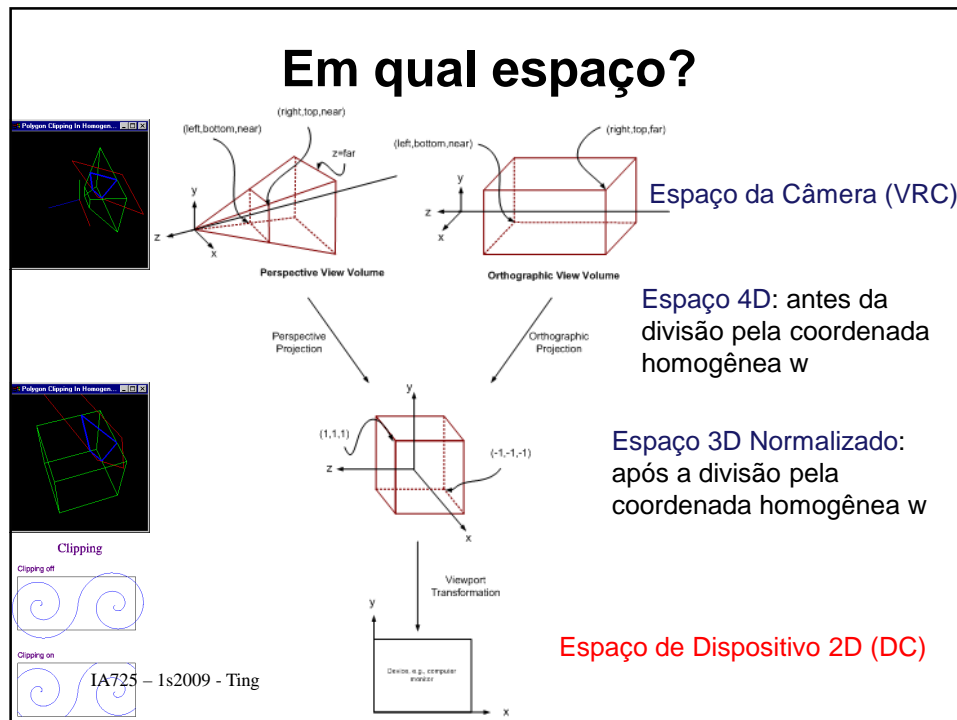 Em qual espaço?
Polygon Clipping In Homogen...
(right,top,near)
(left,bottom,near)
z=far
y
z
x
Perspective View Volume
(right,top,far)
(left,bottom,near)
y
z
x
Orthographic View Volume
Espaço da Câmera (VRC)
Perspective
Projection
Orthographic
Projection
Espaço 4D: antes da
divisão pela coordenada
homogênea w
Polygon Clipping In Homogen...
y
(1,1,1)
(-1,-1,-1)
z
x
Espaço 3D Normalizado:
após a divisão pela
coordenada homogênea w
Clipping
Clipping off
Clipping on
Viewport
Transformation
y
Device, e.g., computer
monitor
x
Espaço de Dispositivo 2D (DC)
IA725 – 1s2009 - Ting